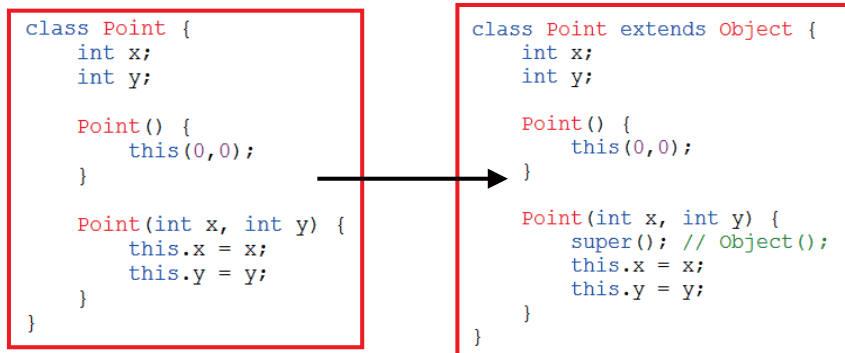 class Point {
    int x;
    int y;

    Point() {
        this(0,0);
    }

    Point(int x, int y) {
        this.x = x;
        this.y = y;
    }
}

class Point extends Object {
    int x;
    int y;

    Point() {
        this(0,0);
    }

    Point(int x, int y) {
        super(); // Object();
        this.x = x;
        this.y = y;
    }
}